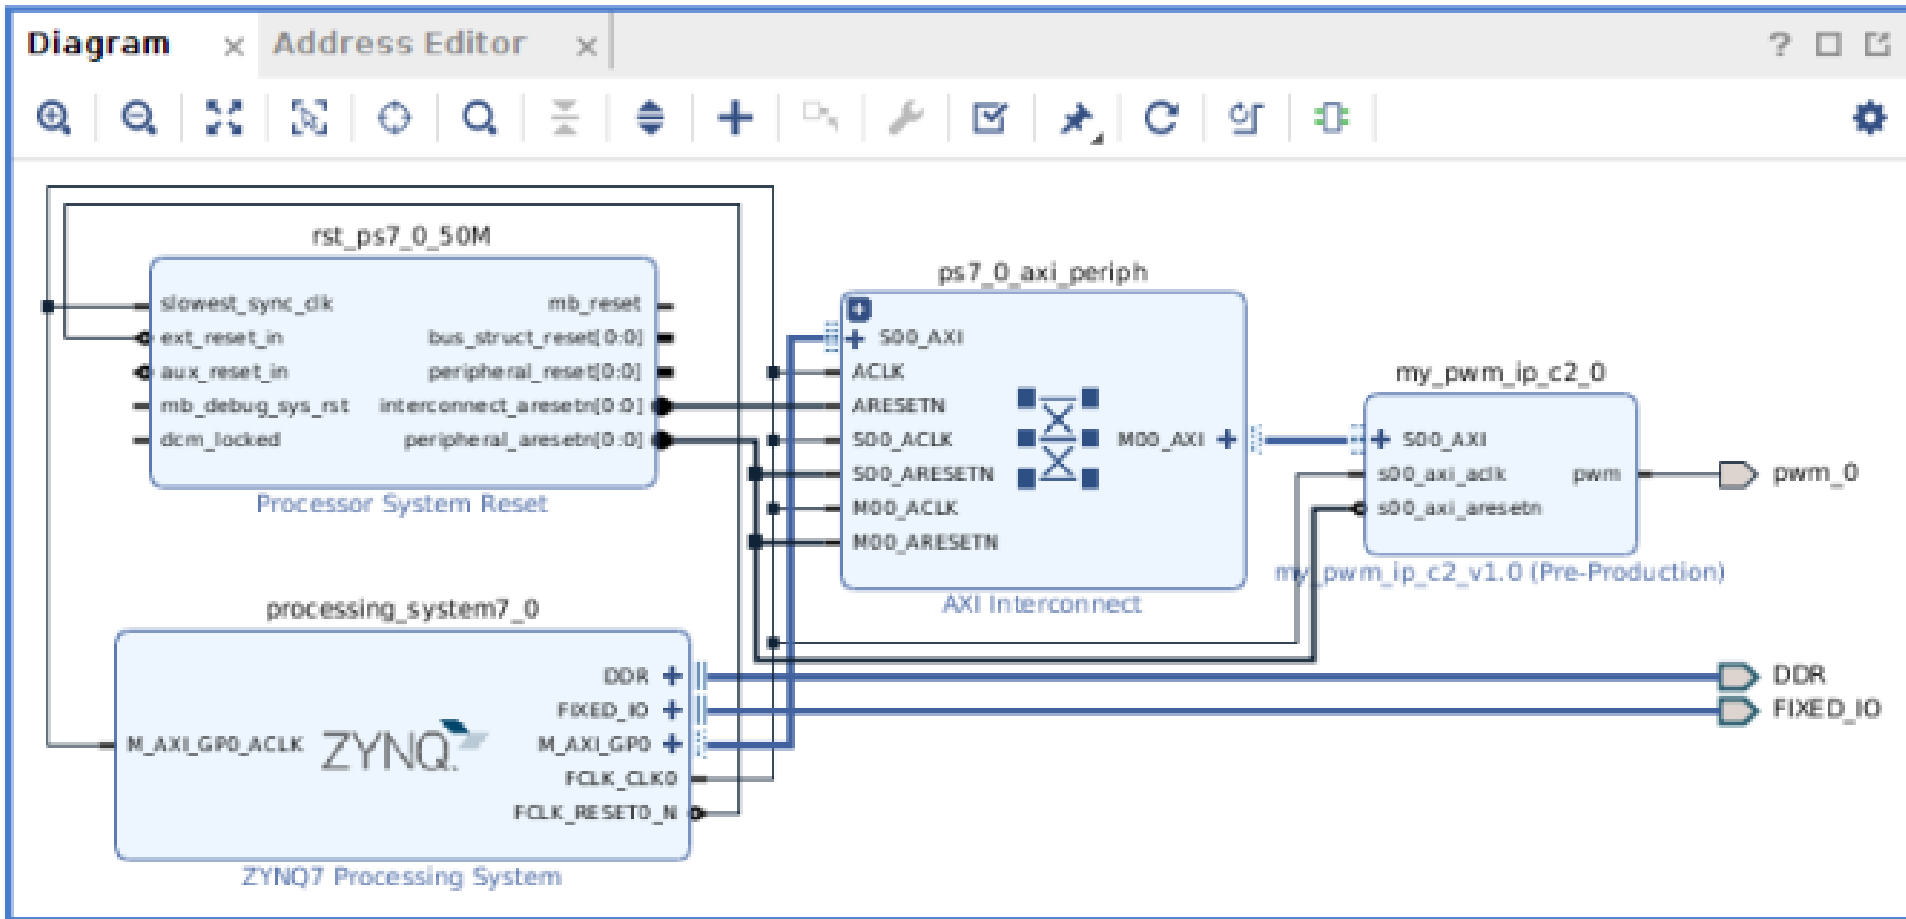 Diagram
Address Editor
rst_ps7_0_50M
slowest_sync_clk
ext_reset_in
aux_reset_in
mb_debug_sys_rst
dcm_locked
mb_reset
bus_struct_reset[0:0]
peripheral_reset[0:0]
interconnect_aresetn[0:0]
peripheral_aresetn[0:0]
Processor System Reset
ps7_0_axi_periph
S00_AXI
ACLK
ARESETN
S00_ACLK
S00_ARESETN
M00_ACLK
M00_ARESETN
M00_AXI
AXI Interconnect
my_pwm_ip_c2_0
S00_AXI
s00_axi_aclk
s00_axi_aresetn
pwm
my_pwm_ip_c2_v1.0 (Pre-Production)
pwm_0
processing_system7_0
M_AXI_GP0_ACLK
ZYNQ
DDR
FIXED_IO
M_AXI_GP0
FCLK_CLK0
FCLK_RESET0_N
ZYNQ7 Processing System
DDR
FIXED_IO